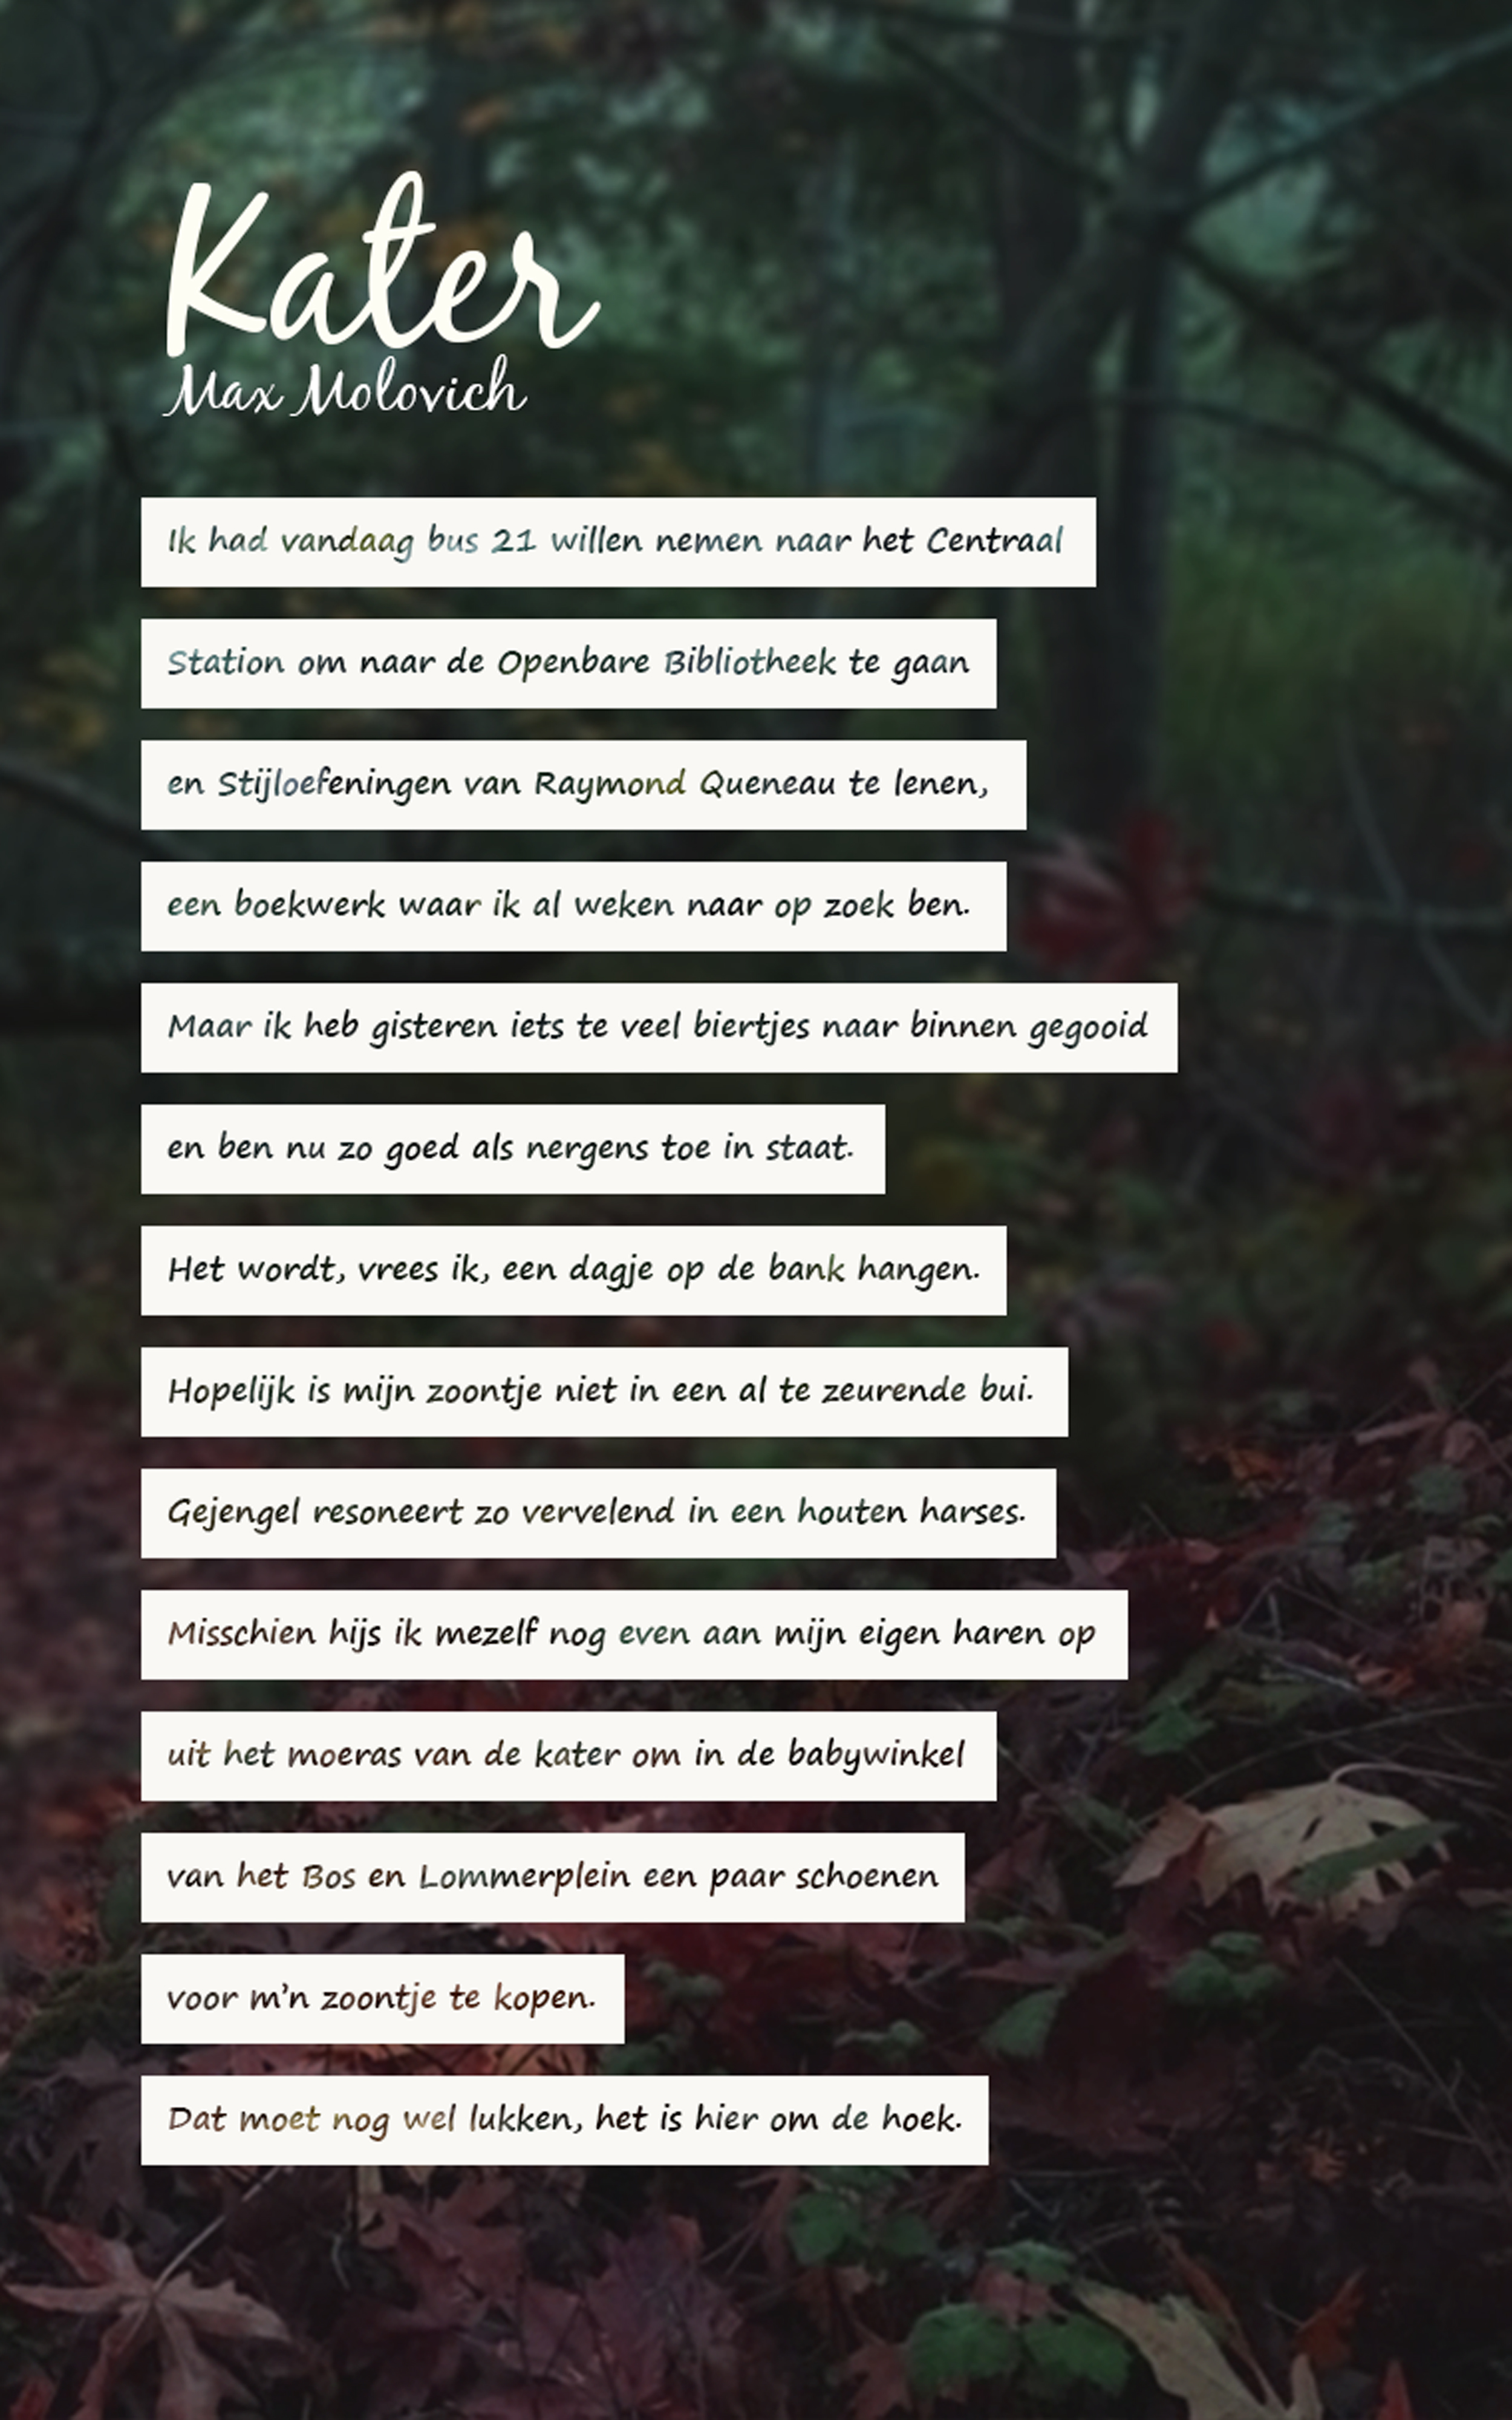 Kater
Max Molovich
Ik had vandaag bus 21 willen nemen naar het Centraal
Station om naar de Openbare Bibliotheek te gaan
en Stijloefeningen van Raymond Queneau te lenen,
een boekwerk waar ik al weken naar op zoek ben.
Maar ik heb gisteren iets te veel biertjes naar binnen gegooid
en ben nu zo goed als nergens toe in staat.
Het wordt, vrees ik, een dagje op de bank hangen.
Hopelijk is mijn zoontje niet in een al te zeurende bui.
Gejengel resoneert zo vervelend in een houten harses.
Misschien hijs ik mezelf nog even aan mijn eigen haren op
uit het moeras van de kater om in de babywinkel
van het Bos en Lommerplein een paar schoenen
voor m'n zoontje te kopen.
Dat moet nog wel lukken, het is hier om de hoek.